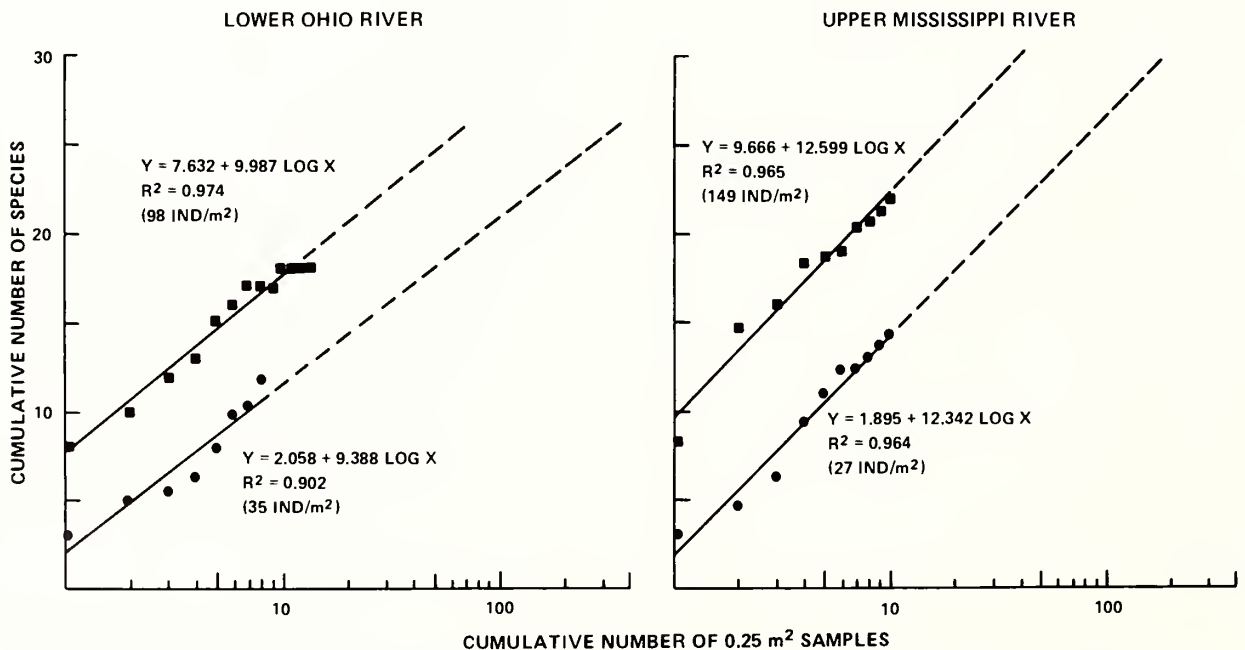 LOWER OHIO RIVER
UPPER MISSISSIPPI RIVER
CUMULATIVE NUMBER OF SPECIES
30
20
10
Y = 7.632 + 9.987 LOG X
R² = 0.974
(98 IND/m²)
Y = 2.058 + 9.388 LOG X
R² = 0.902
(35 IND/m²)
10
100
Y = 9.666 + 12.599 LOG X
R² = 0.965
(149 IND/m²)
Y = 1.895 + 12.342 LOG X
R² = 0.964
(27 IND/m²)
10
100
CUMULATIVE NUMBER OF 0.25 m² SAMPLES